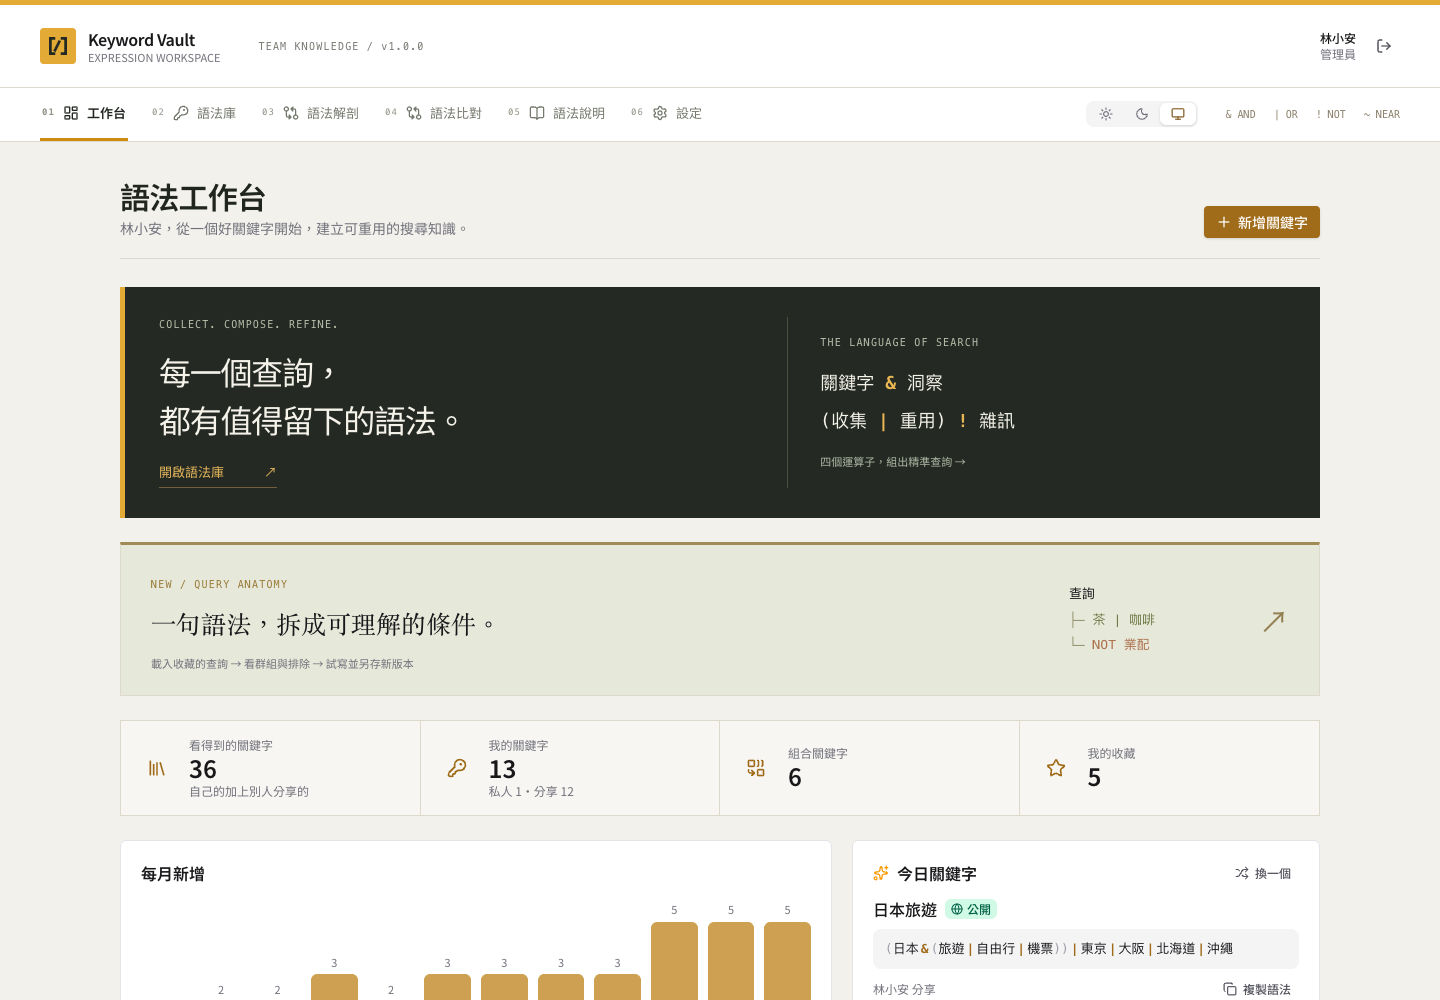 Keyword Vault
EXPRESSION WORKSPACE
TEAM KNOWLEDGE / v1.0.0
林小安
管理員
01 工作台
02 語法庫
03 語法解剖
04 語法比對
05 語法說明
06 設定
& AND | OR ! NOT ~ NEAR
語法工作台
林小安，從一個好關鍵字開始，建立可重用的搜尋知識。
新增關鍵字
COLLECT. COMPOSE. REFINE.
每一個查詢，
都有值得留下的語法。
開啟語法庫 ↗
THE LANGUAGE OF SEARCH
關鍵字 & 洞察
(收集 | 重用) ! 雜訊
四個運算子，組出精準查詢 →
NEW / QUERY ANATOMY
一句語法，拆成可理解的條件。
載入收藏的查詢 → 看群組與排除 → 試寫並另存新版本
查詢
├─ 茶 | 咖啡
└─ NOT 業配
↗
看得到的關鍵字
36
自己的加上別人分享的
我的關鍵字
13
私人 1・分享 12
組合關鍵字
6
我的收藏
5
每月新增
2 2 3 2 3 3 3 3 5 5 5
今日關鍵字
換一個
日本旅遊 公開
(日本&(旅遊|自由行|機票))|東京|大阪|北海道|沖繩
林小安 分享
複製語法